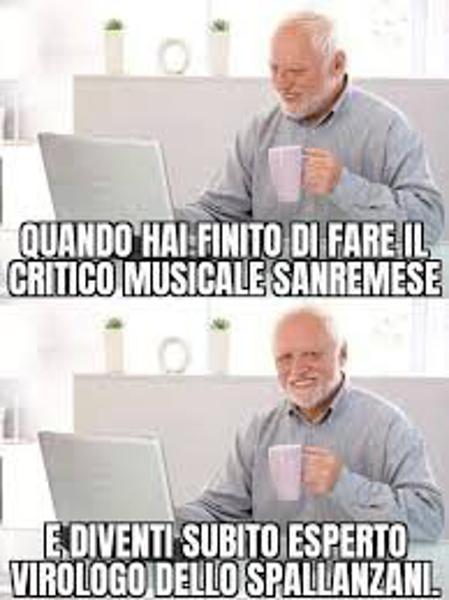 QUANDO HAI FINITO DI FARE IL
CRITICO MUSICALE SANREMESE
E DIVENTI SUBITO ESPERTO
VIROLOGO DELLO SPALLANZANI.